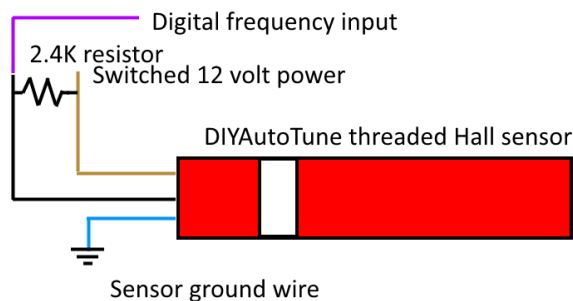 Digital frequency input
2.4K resistor
Switched 12 volt power
DIYAutoTune threaded Hall sensor
Sensor ground wire